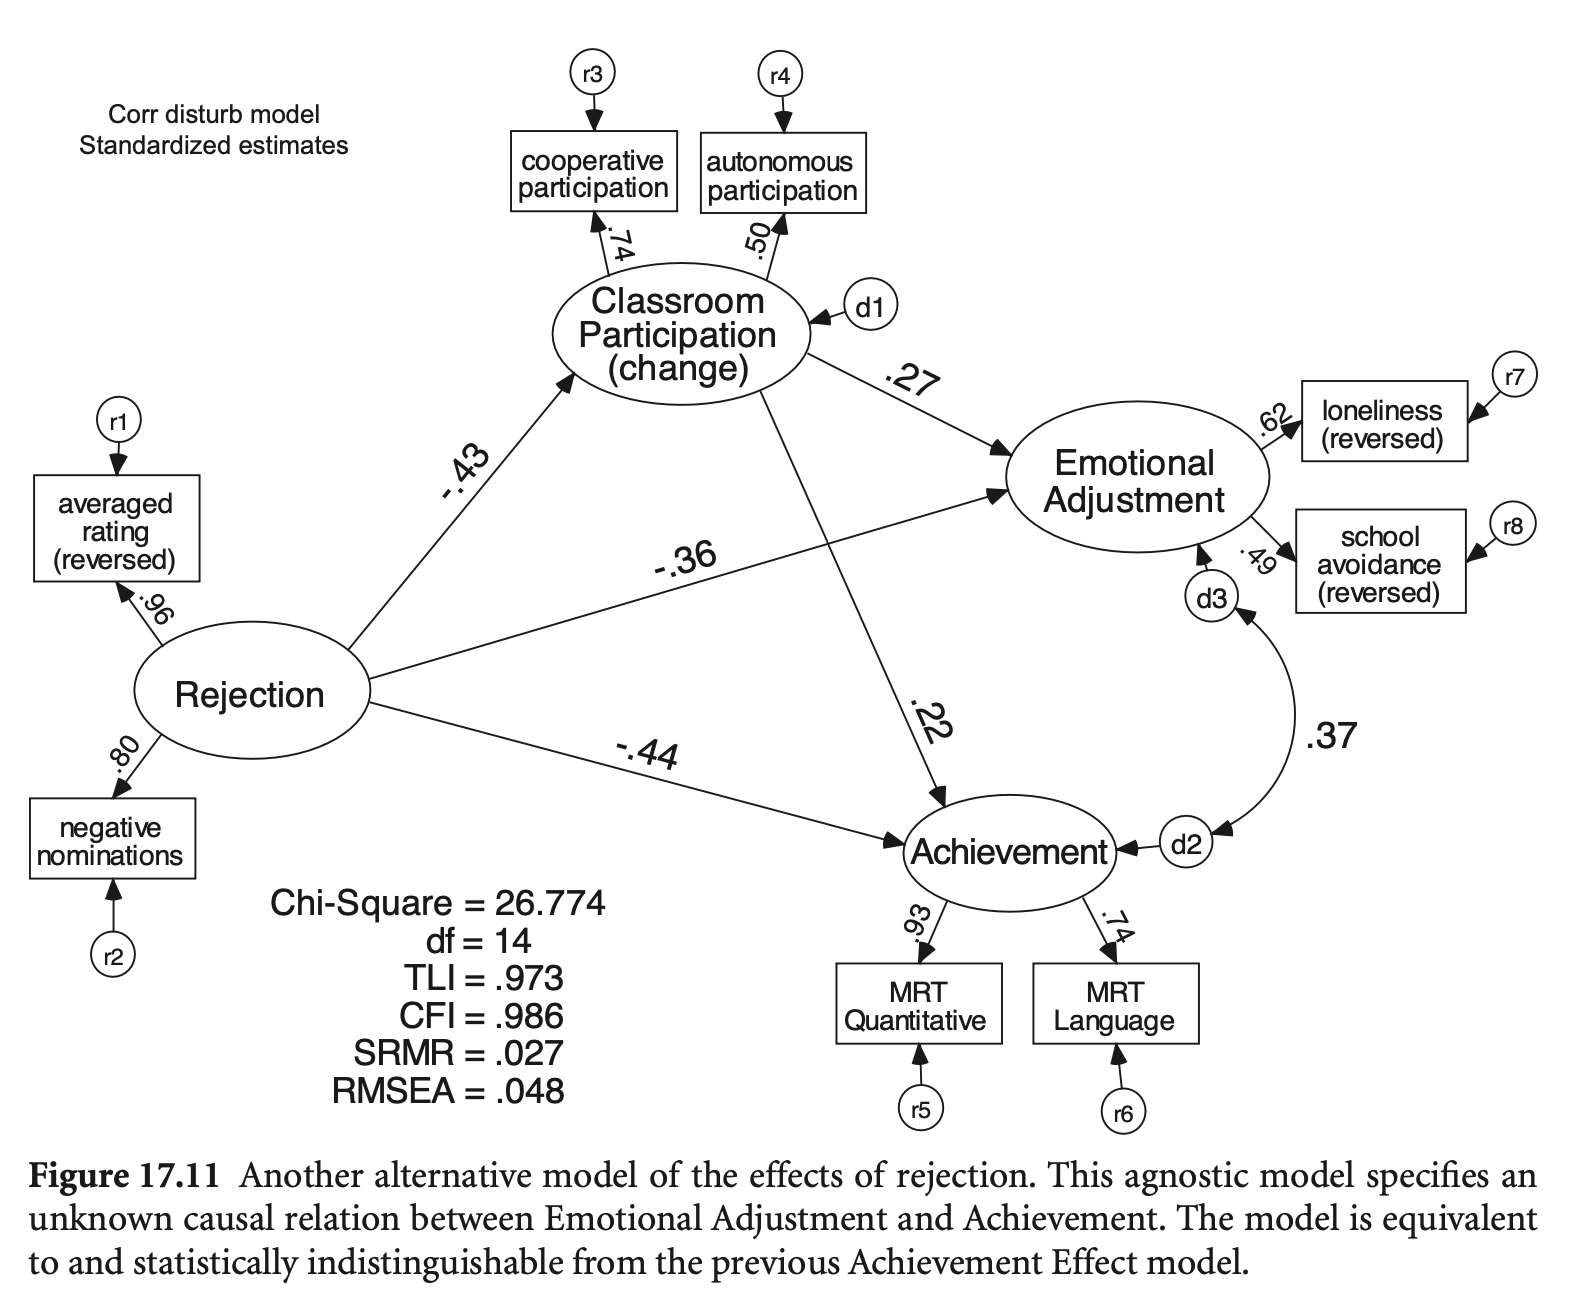 r3
r4
Corr disturb model
Standardized estimates
cooperative
participation
autonomous
participation
.74
.50
Classroom
Participation
(change)
d1
.27
r7
loneliness
(reversed)
.62
r1
averaged
rating
(reversed)
.96
-.43
Emotional
Adjustment
r8
school
avoidance
(reversed)
.49
-.36
d3
Rejection
.22
.37
-.44
.80
negative
nominations
r2
Achievement
d2
.93
.74
MRT
Quantitative
MRT
Language
r5
r6
Chi-Square = 26.774
df = 14
TLI = .973
CFI = .986
SRMR = .027
RMSEA = .048
Figure 17.11 Another alternative model of the effects of rejection. This agnostic model specifies an
unknown causal relation between Emotional Adjustment and Achievement. The model is equivalent
to and statistically indistinguishable from the previous Achievement Effect model.